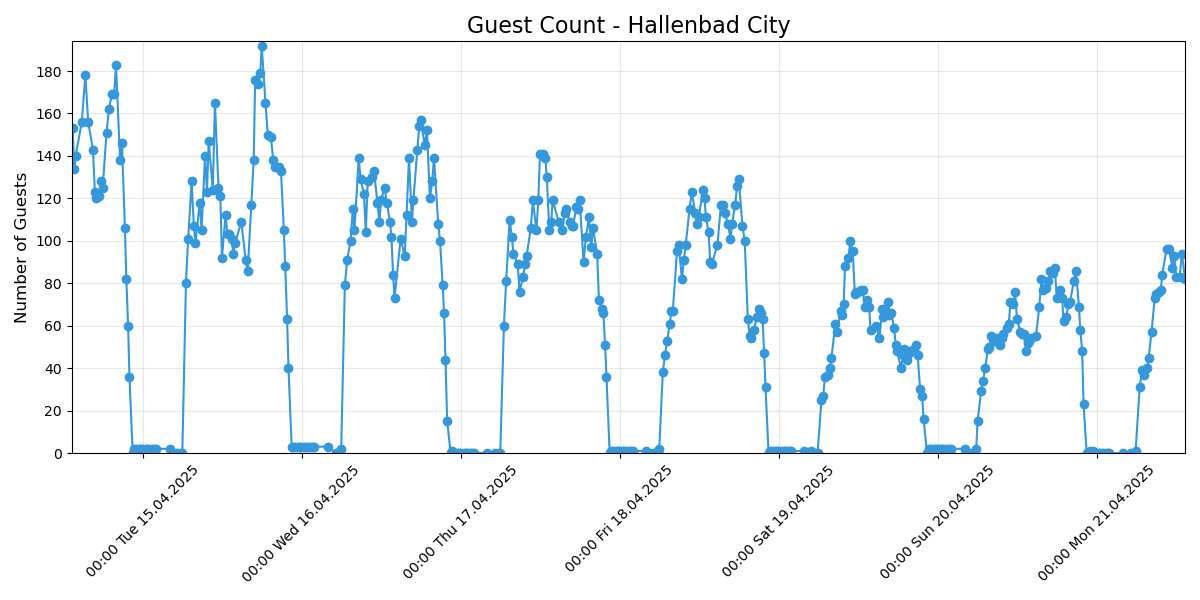 Guest Count - Hallenbad City
Number of Guests
180
160
140
120
100
80
60
40
20
0
00:00 Tue 15.04.2025
00:00 Wed 16.04.2025
00:00 Thu 17.04.2025
00:00 Fri 18.04.2025
00:00 Sat 19.04.2025
00:00 Sun 20.04.2025
00:00 Mon 21.04.2025